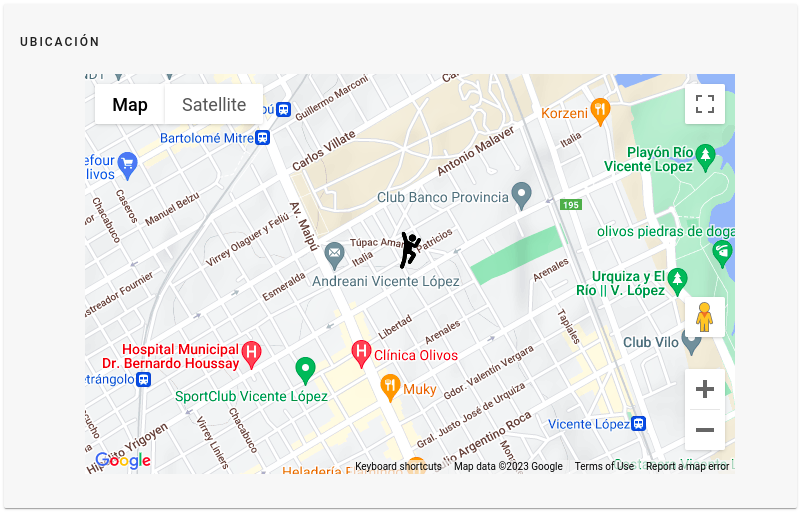 UBICACIÓN
Map
Satellite
Guillermo Marconi
Bartolomé Mitre
Carlos Villate
Korzeni
Italia
Antonio Malaver
Playón Río
Vicente Lopez
efour
livos
Caseros
Chacabuco
Manuel Belzu
Av. Maipú
Club Banco Provincia
195
Virrey Olaguer y Feliú
Túpac Ama
Patricios
Italia
olivos piedras de doga
Andreani Vicente López
Esmeralda
Arenales
Urquiza y El
Río || V. López
streador Fournier
Libertad
Arenales
Tapiales
Club Vilo
Hospital Municipal
Dr. Bernardo Houssay
Clínica Olivos
etrángolo
SportClub Vicente López
Muky
Gdor. Valentín Vergara
Gral. Justo José de Urquiza
Chacabuco
Virrey Liniers
Hipólito Yrigoyen
Julio Argentino Roca
Vicente López
Google
Heladería
Keyboard shortcuts
Map data ©2023 Google
Terms of Use
Report a map error